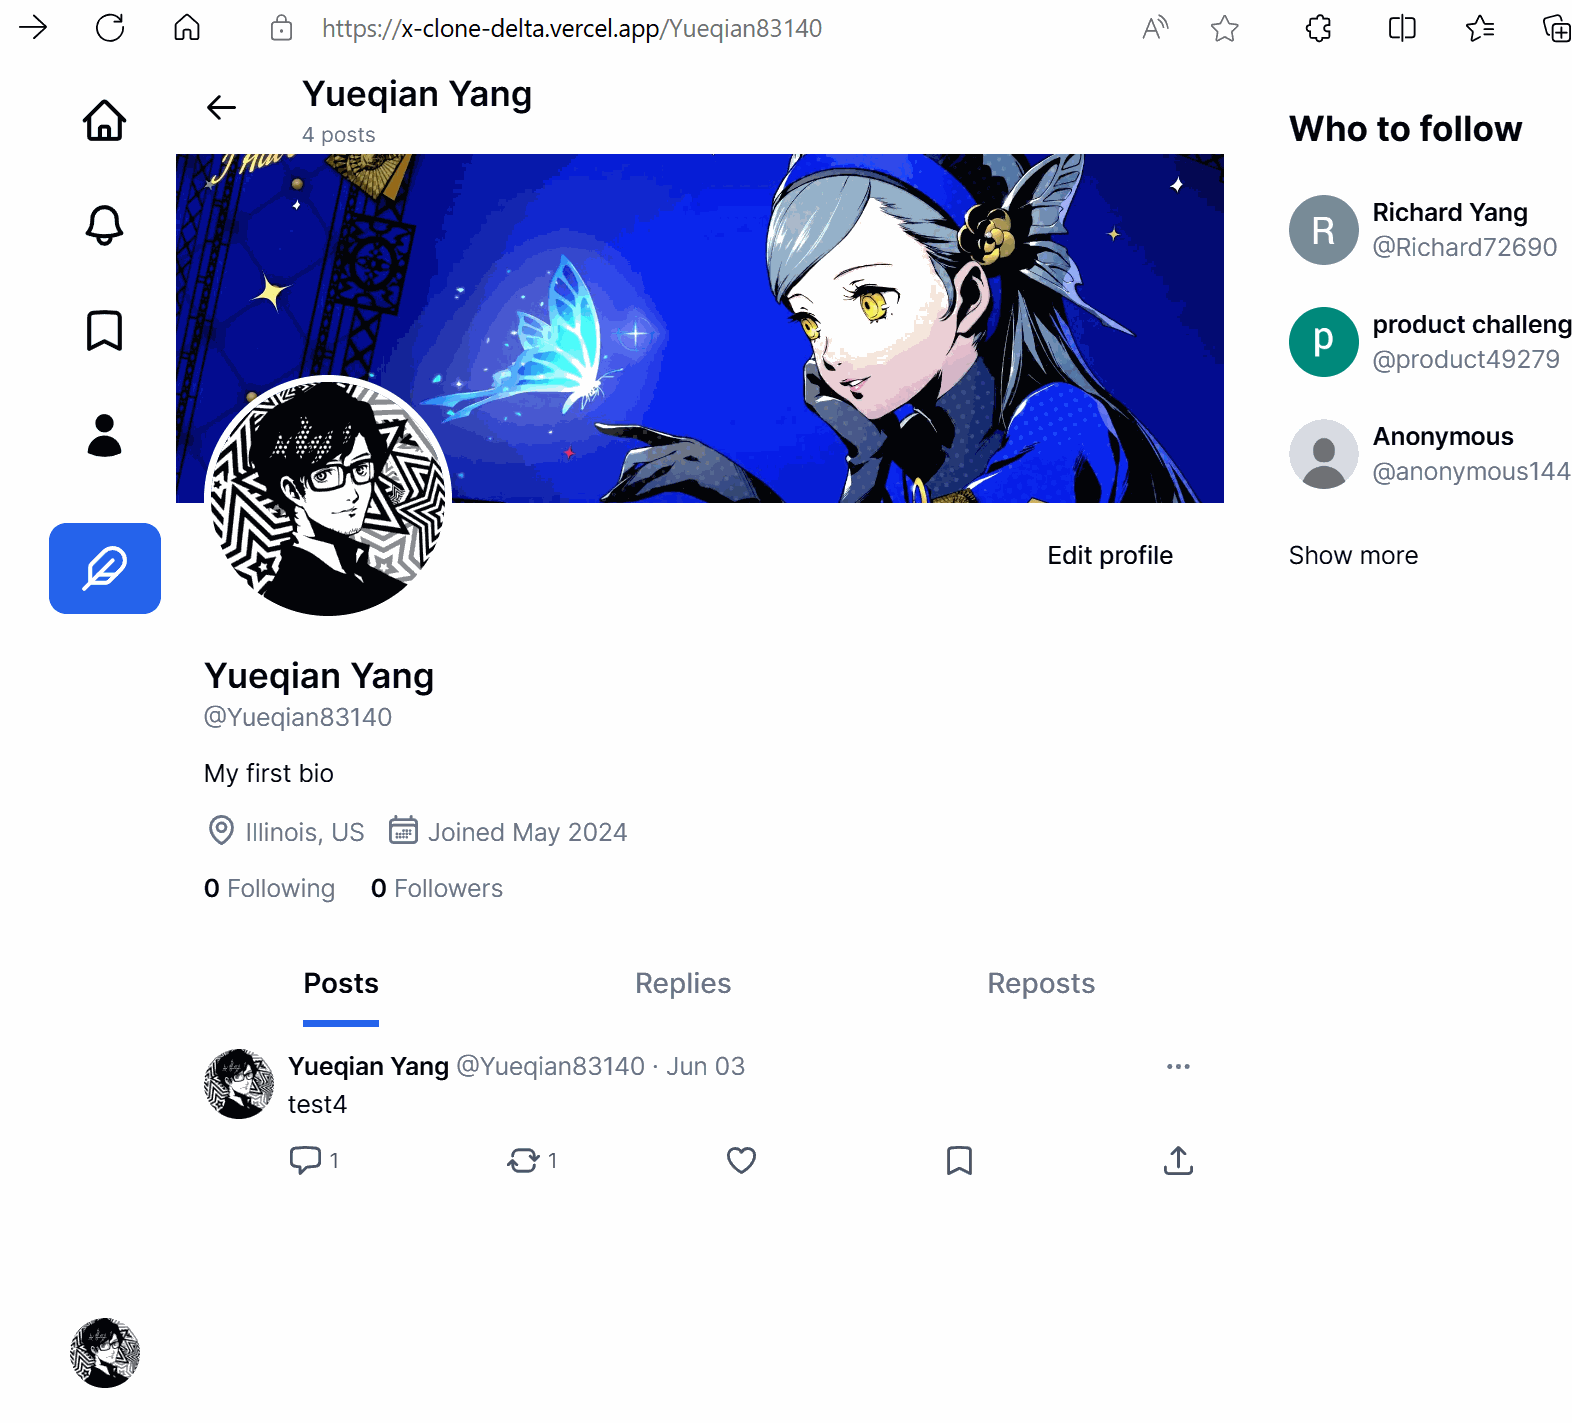 https://x-clone-delta.vercel.app/Yueqian83140
Yueqian Yang
4 posts
Who to follow
R
Richard Yang
@Richard72690
p
product challeng
@product49279
Anonymous
@anonymous144
Show more
Edit profile
Yueqian Yang
@Yueqian83140
My first bio
Illinois, US Joined May 2024
0 Following 0 Followers
Posts Replies Reposts
Yueqian Yang @Yueqian83140 · Jun 03
test4
1 1